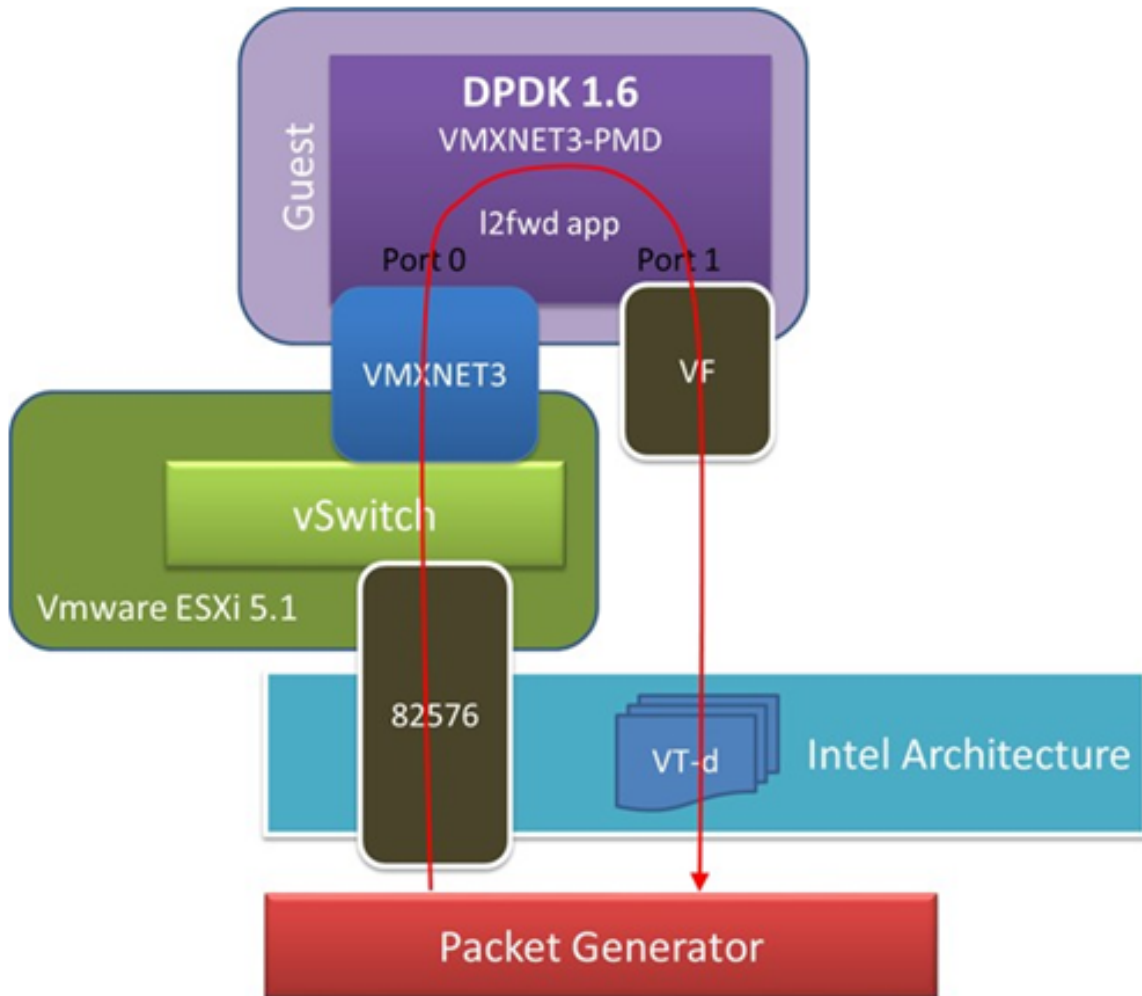 DPDK 1.6
VMXNET3-PMD
Guest
l2fwd app
Port 0
Port 1
VMXNET3
VF
vSwitch
Vmware ESXi 5.1
82576
VT-d
Intel Architecture
Packet Generator